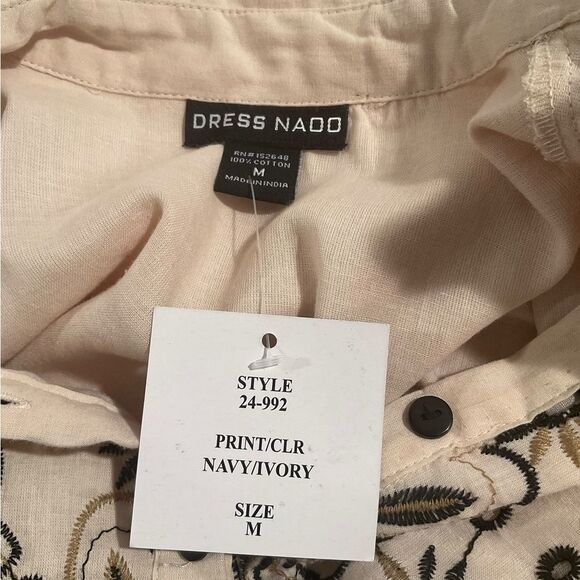 DRESS NADO
RN#152648
100% COTTON
M
MADE IN INDIA
STYLE
24-992
PRINT/CLR
NAVY/IVORY
SIZE
M